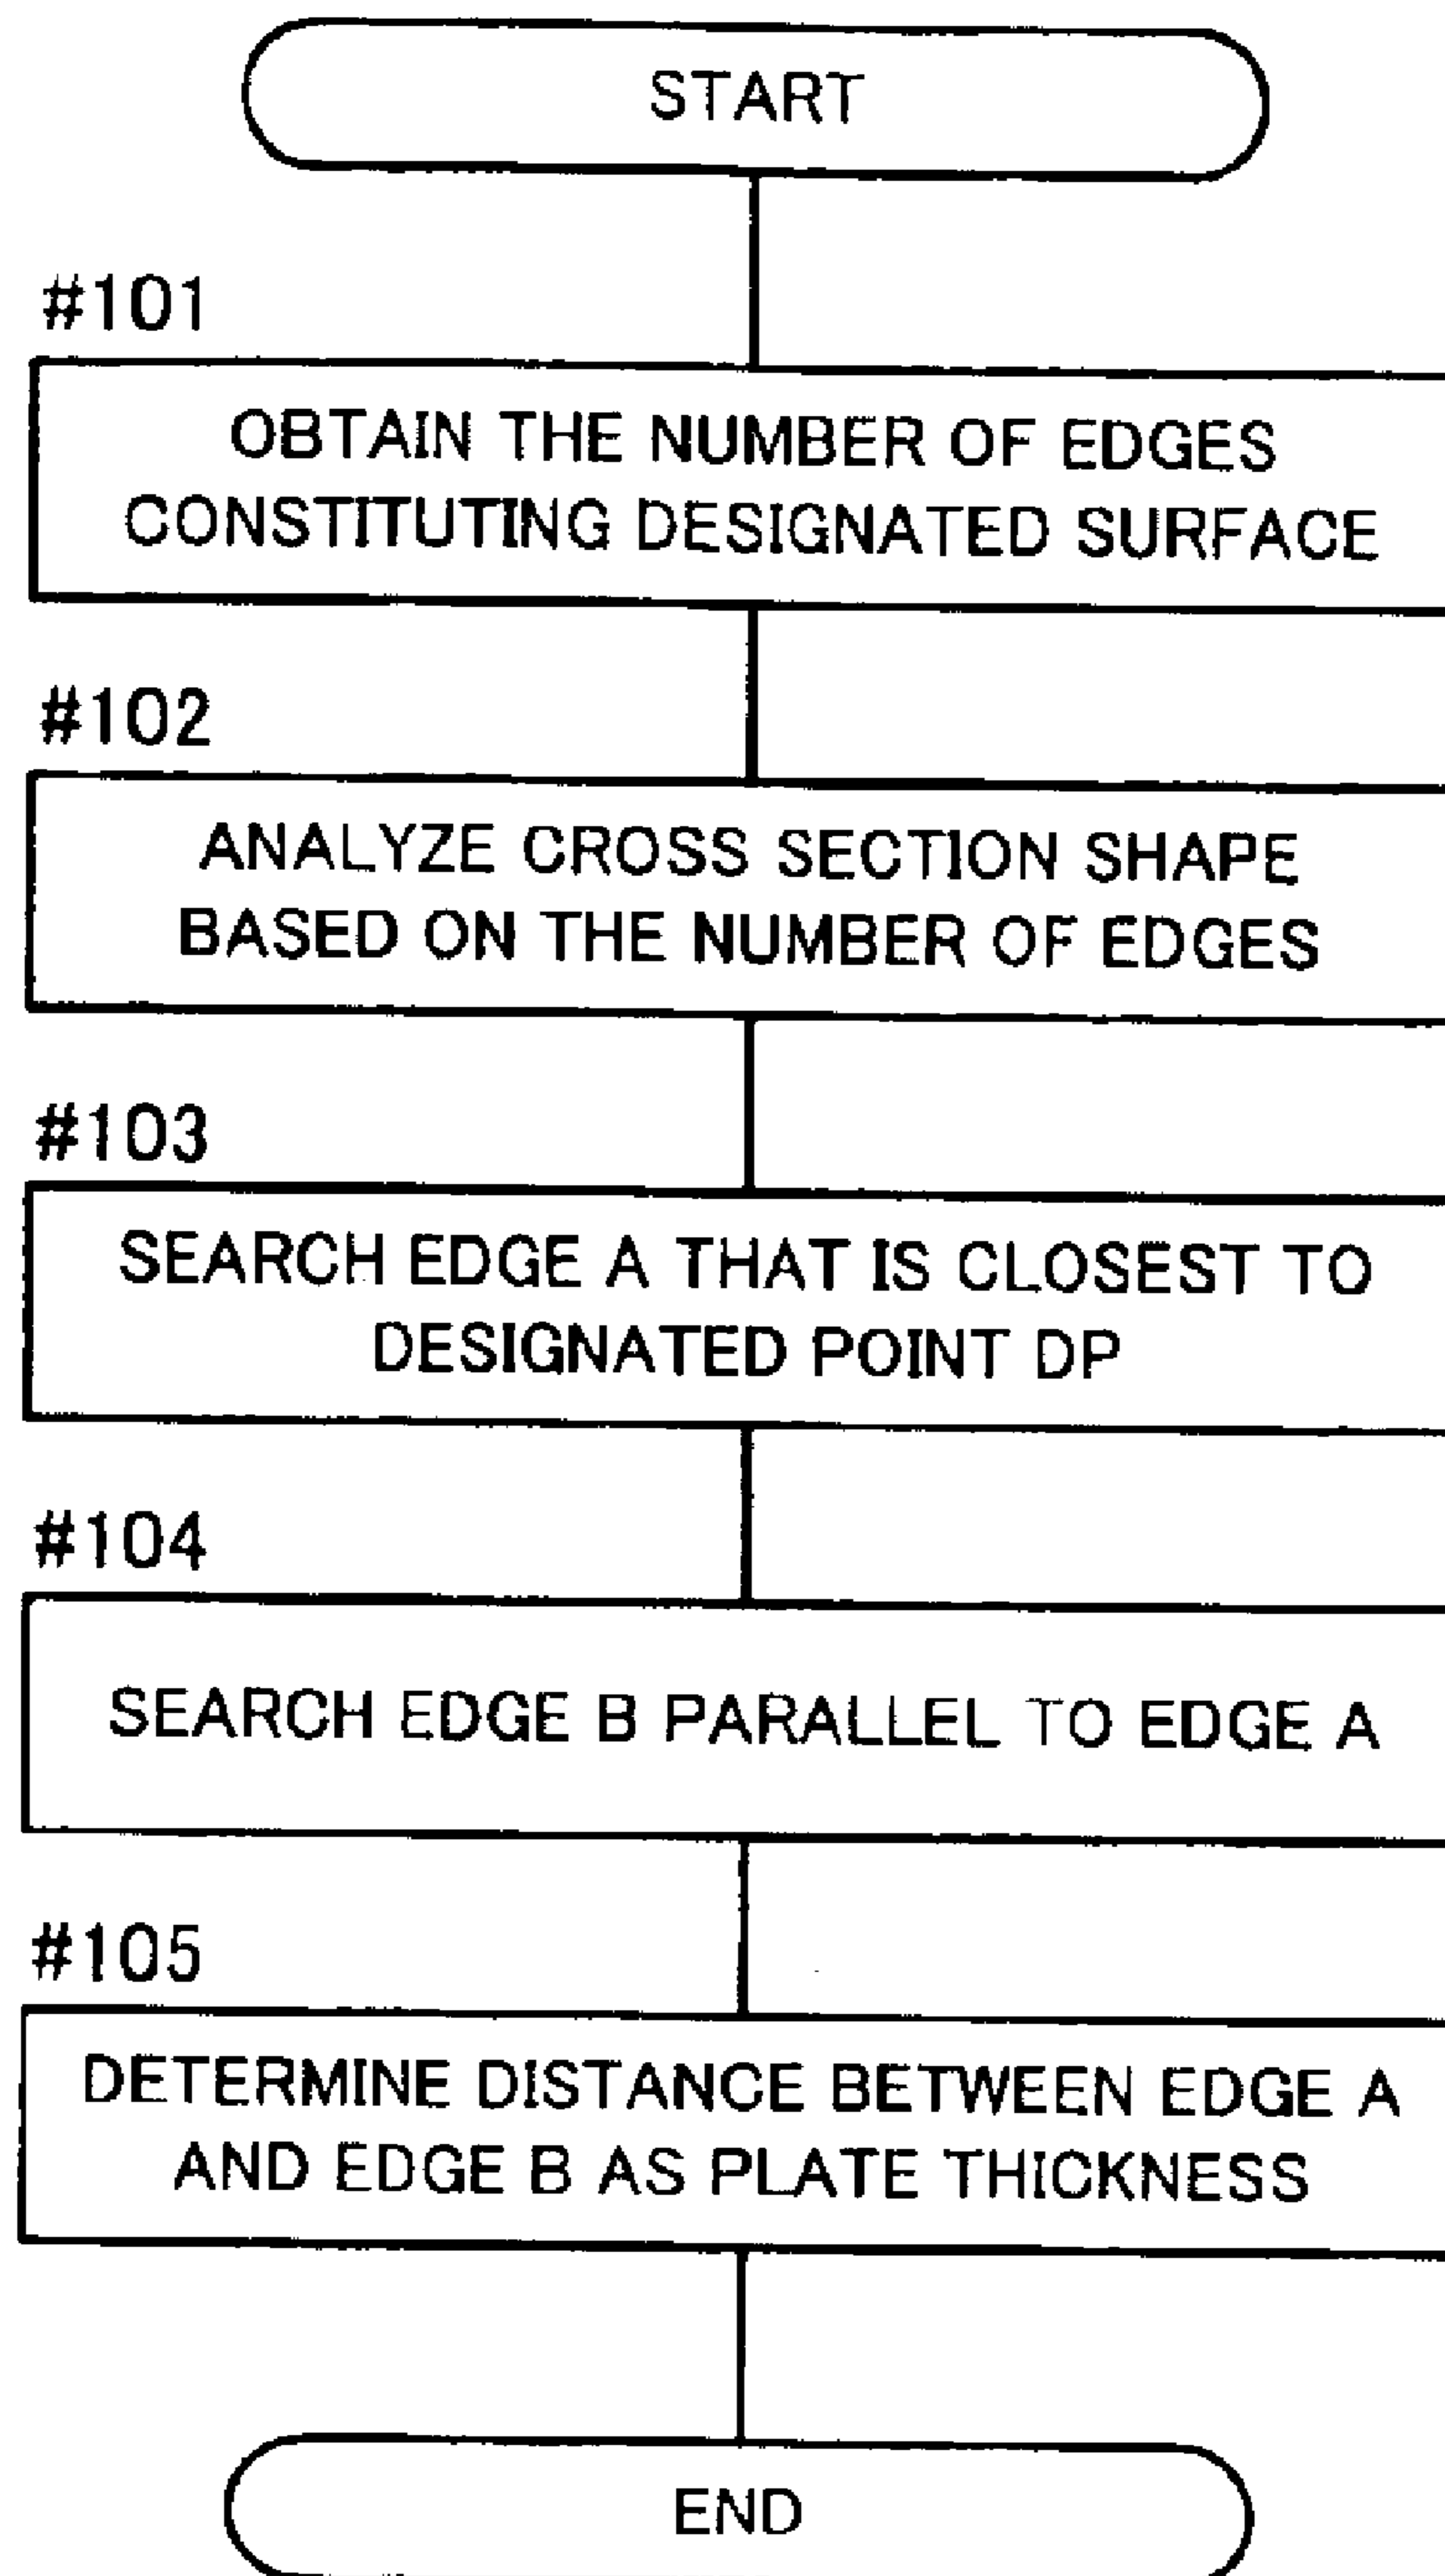 START
#101
OBTAIN THE NUMBER OF EDGES
CONSTITUTING DESIGNATED SURFACE
#102
ANALYZE CROSS SECTION SHAPE
BASED ON THE NUMBER OF EDGES
#103
SEARCH EDGE A THAT IS CLOSEST TO
DESIGNATED POINT DP
#104
SEARCH EDGE B PARALLEL TO EDGE A
#105
DETERMINE DISTANCE BETWEEN EDGE A
AND EDGE B AS PLATE THICKNESS
END